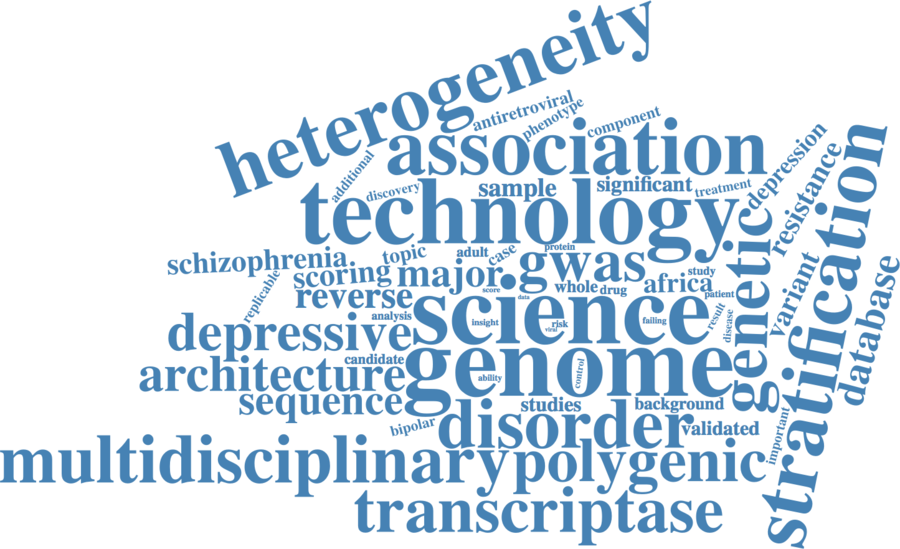 heterogeneity
antiretroviral
phenotype
component
association
additional
discovery
sample
significant
treatment
depression
resistance
stratification
technology
schizophrenia.
topic
adult
case
protein
genetic
scoring
major
gwas
whole
drug
africa
study
variant
database
replicable
reverse
score
data
patient
science
analysis
insight
viral
risk
failing
result
disease
depressive
candidate
architecture
genome
ability
control
sequence
studies
background
bipolar
disorder
validated
important
multidisciplinary
polygenic
transcriptase